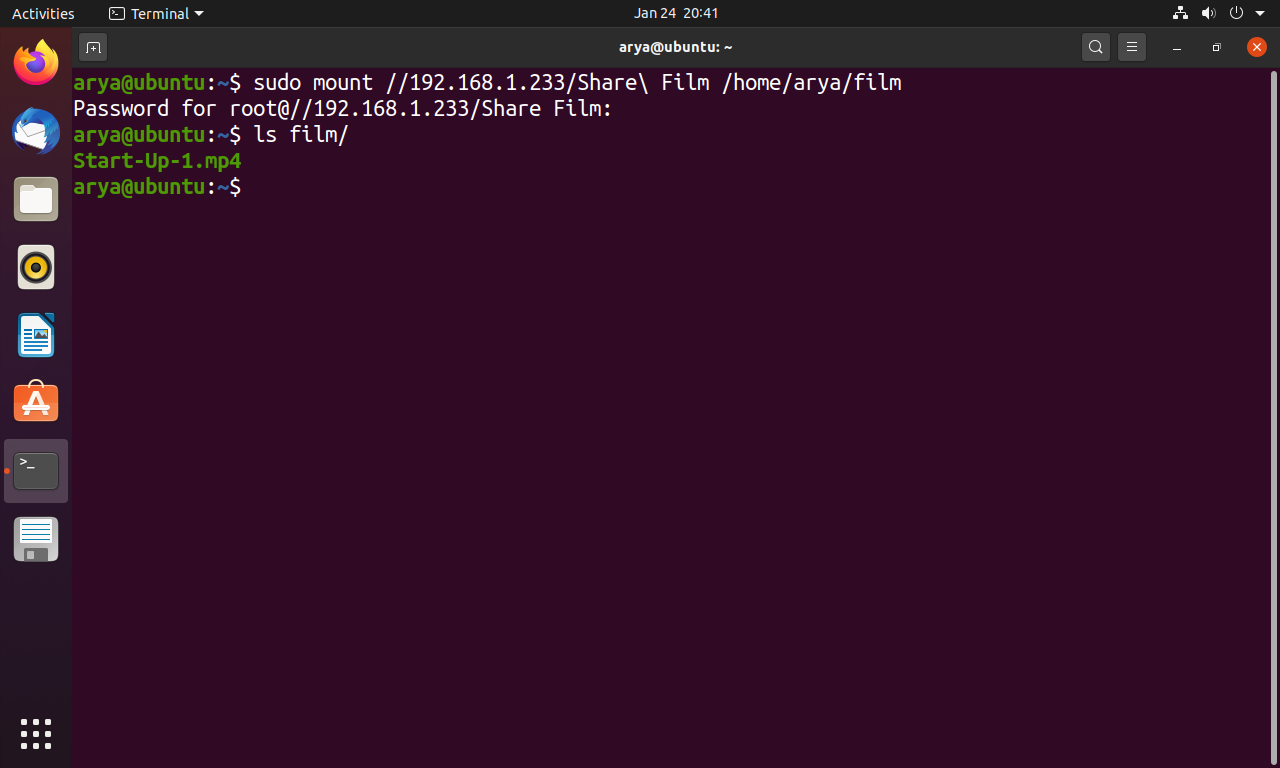 Activities Terminal Jan 24 20:41
arya@ubuntu: ~
arya@ubuntu:~$ sudo mount //192.168.1.233/Share\ Film /home/arya/film
Password for root@//192.168.1.233/Share Film:
arya@ubuntu:~$ ls film/
Start-Up-1.mp4
arya@ubuntu:~$
>_